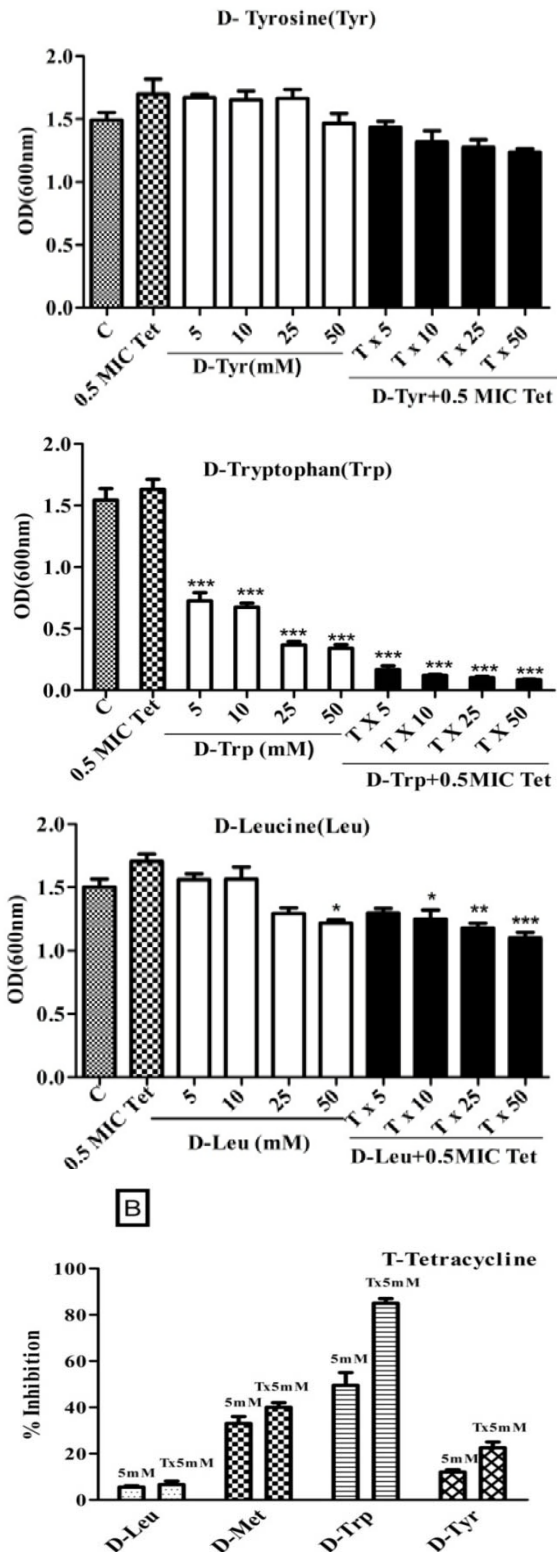 D- Tyrosine(Tyr)
2.0
1.5
1.0
0.5
0.0
OD(600nm)
C
0.5 MIC Tet
5
10
25
50
T x 5
T x 10
T x 25
T x 50
D-Tyr(mM)
D-Tyr+0.5 MIC Tet
D-Tryptophan(Trp)
2.0
1.5
1.0
0.5
0.0
OD(600nm)
***
***
***
***
***
***
***
***
C
0.5 MIC Tet
5
10
25
50
T X 5
T X 10
T X 25
T X 50
D-Trp (mM)
D-Trp+0.5MIC Tet
D-Leucine(Leu)
2.0
1.5
1.0
0.5
0.0
OD(600nm)
*
*
**
***
C
0.5 MIC Tet
5
10
25
50
T x 5
T x 10
T x 25
T x 50
D-Leu (mM)
D-Leu+0.5MIC Tet
B
T-Tetracycline
100
80
60
40
20
0
% Inhibition
5mM
Tx5mM
5mM
Tx5mM
5mM
Tx5mM
5mM
Tx5mM
D-Leu
D-Met
D-Trp
D-Tyr